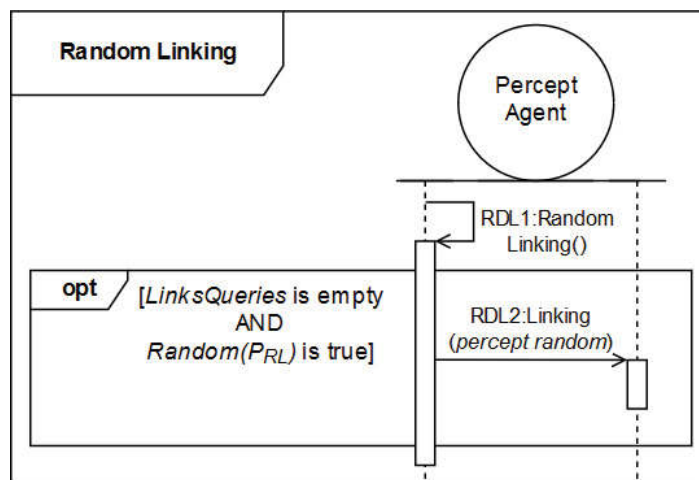 Random Linking
Percept
Agent
RDL1:Random
Linking()
opt
[LinksQueries is empty
AND
Random(PRL) is true]
RDL2:Linking
(percept random)